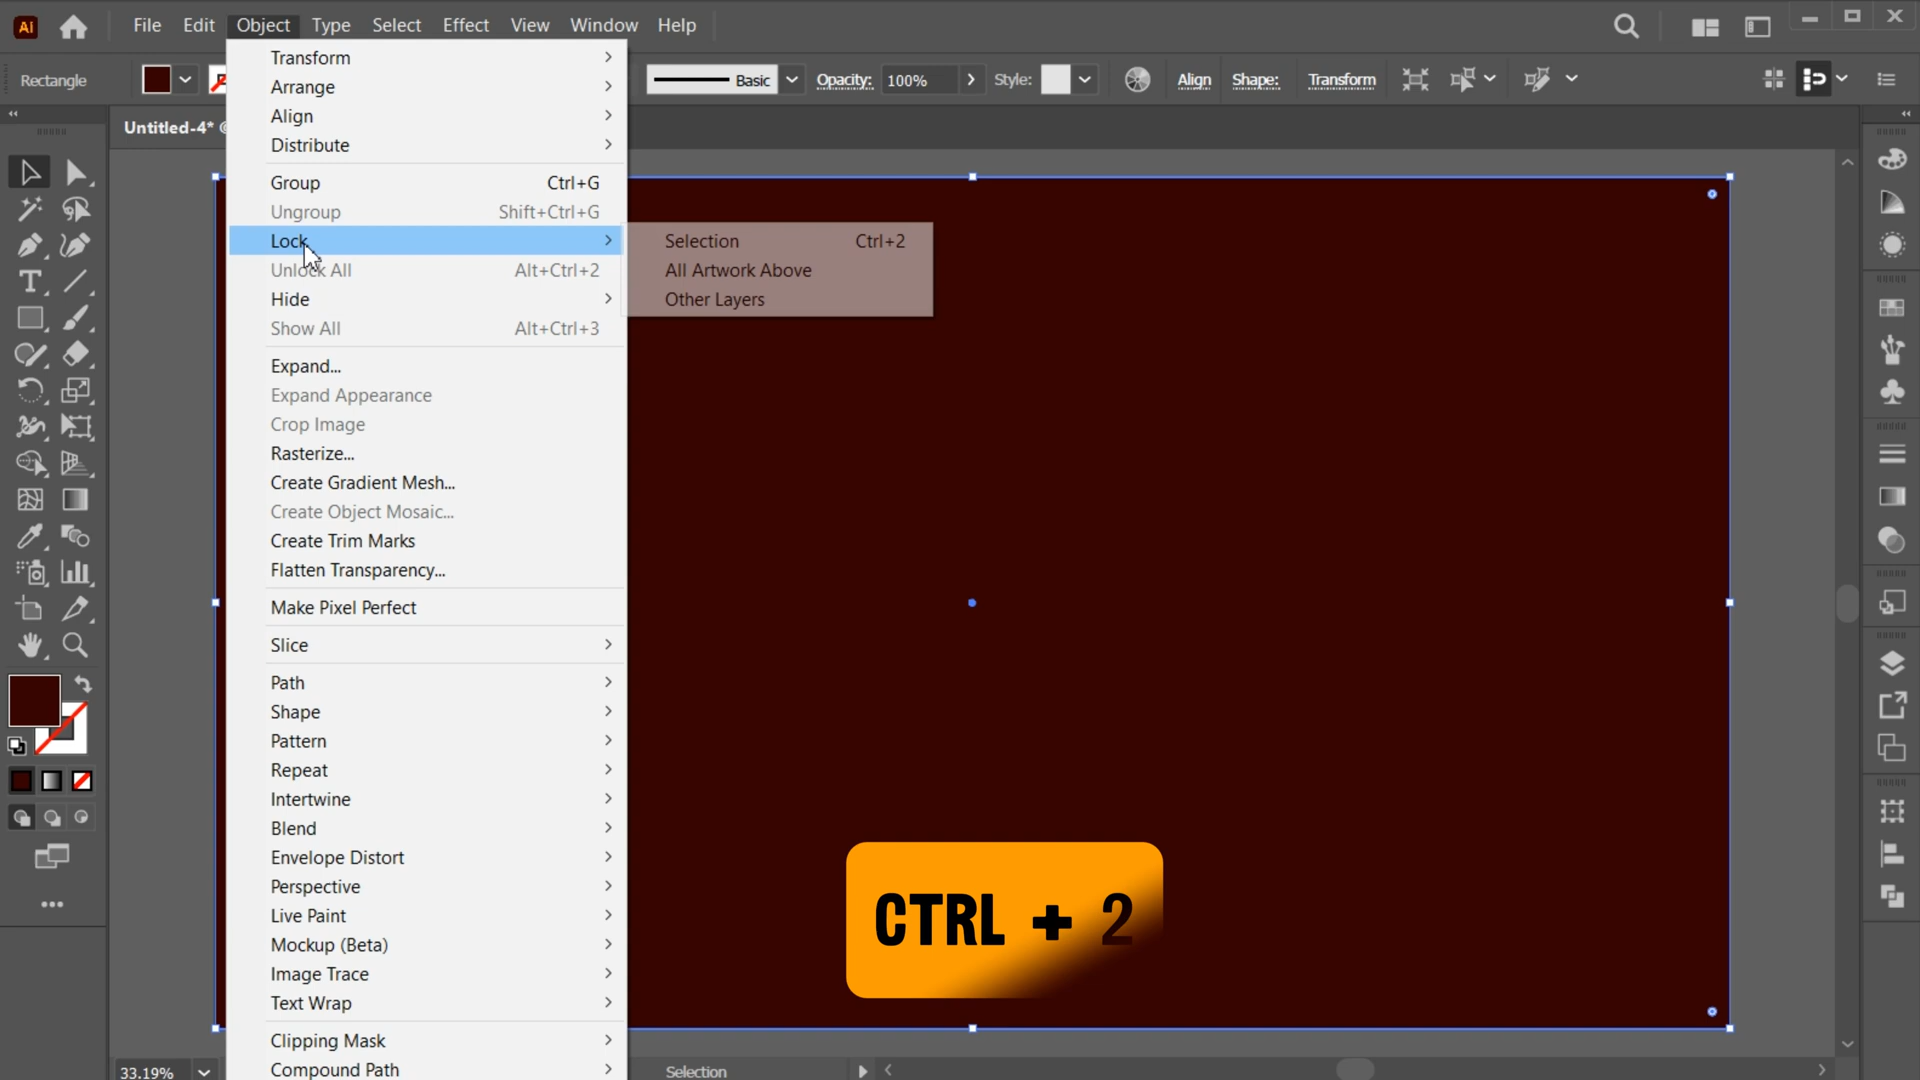 Ai File Edit Object Type Select Effect View Window Help
Rectangle Basic Opacity: 100% Style: Align Shape: Transform
Untitled-4*
Transform
Arrange
Align
Distribute
Group Ctrl+G
Ungroup Shift+Ctrl+G
Lock Selection Ctrl+2
Unlock All Alt+Ctrl+2 All Artwork Above
Hide Other Layers
Show All Alt+Ctrl+3
Expand...
Expand Appearance
Crop Image
Rasterize...
Create Gradient Mesh...
Create Object Mosaic...
Create Trim Marks
Flatten Transparency...
Make Pixel Perfect
Slice
Path
Shape
Pattern
Repeat
Intertwine
Blend
Envelope Distort
Perspective
Live Paint
CTRL + 2
Mockup (Beta)
Image Trace
Text Wrap
Clipping Mask
Compound Path
33.19% Selection